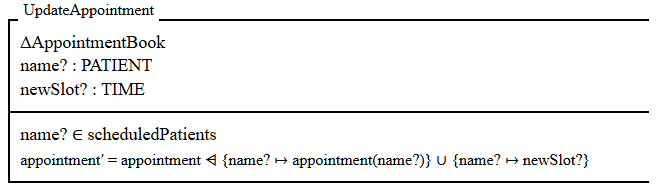 UpdateAppointment
ΔAppointmentBook
name? : PATIENT
newSlot? : TIME
name? ∈ scheduledPatients
appointment′ = appointment ⩤ {name? ↦ appointment(name?)} ∪ {name? ↦ newSlot?}